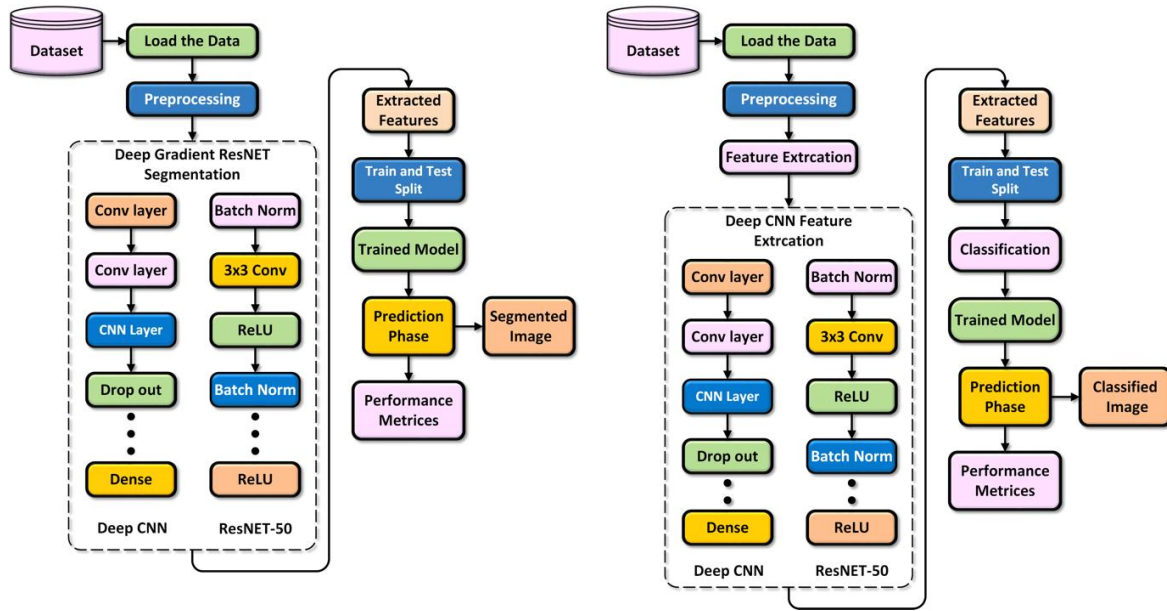 Dataset
Load the Data
Preprocessing
Deep Gradient ResNET
Segmentation
Conv layer
Conv layer
CNN Layer
Drop out
Dense
Deep CNN
Batch Norm
3x3 Conv
ReLU
Batch Norm
ReLU
ResNET-50
Extracted
Features
Train and Test
Split
Trained Model
Prediction
Phase
Segmented
Image
Performance
Metrices
Dataset
Load the Data
Preprocessing
Feature Extrcation
Deep CNN Feature
Extrcation
Conv layer
Conv layer
CNN Layer
Drop out
Dense
Deep CNN
Batch Norm
3x3 Conv
ReLU
Batch Norm
ReLU
ResNET-50
Extracted
Features
Train and Test
Split
Classification
Trained Model
Prediction
Phase
Classified
Image
Performance
Metrices